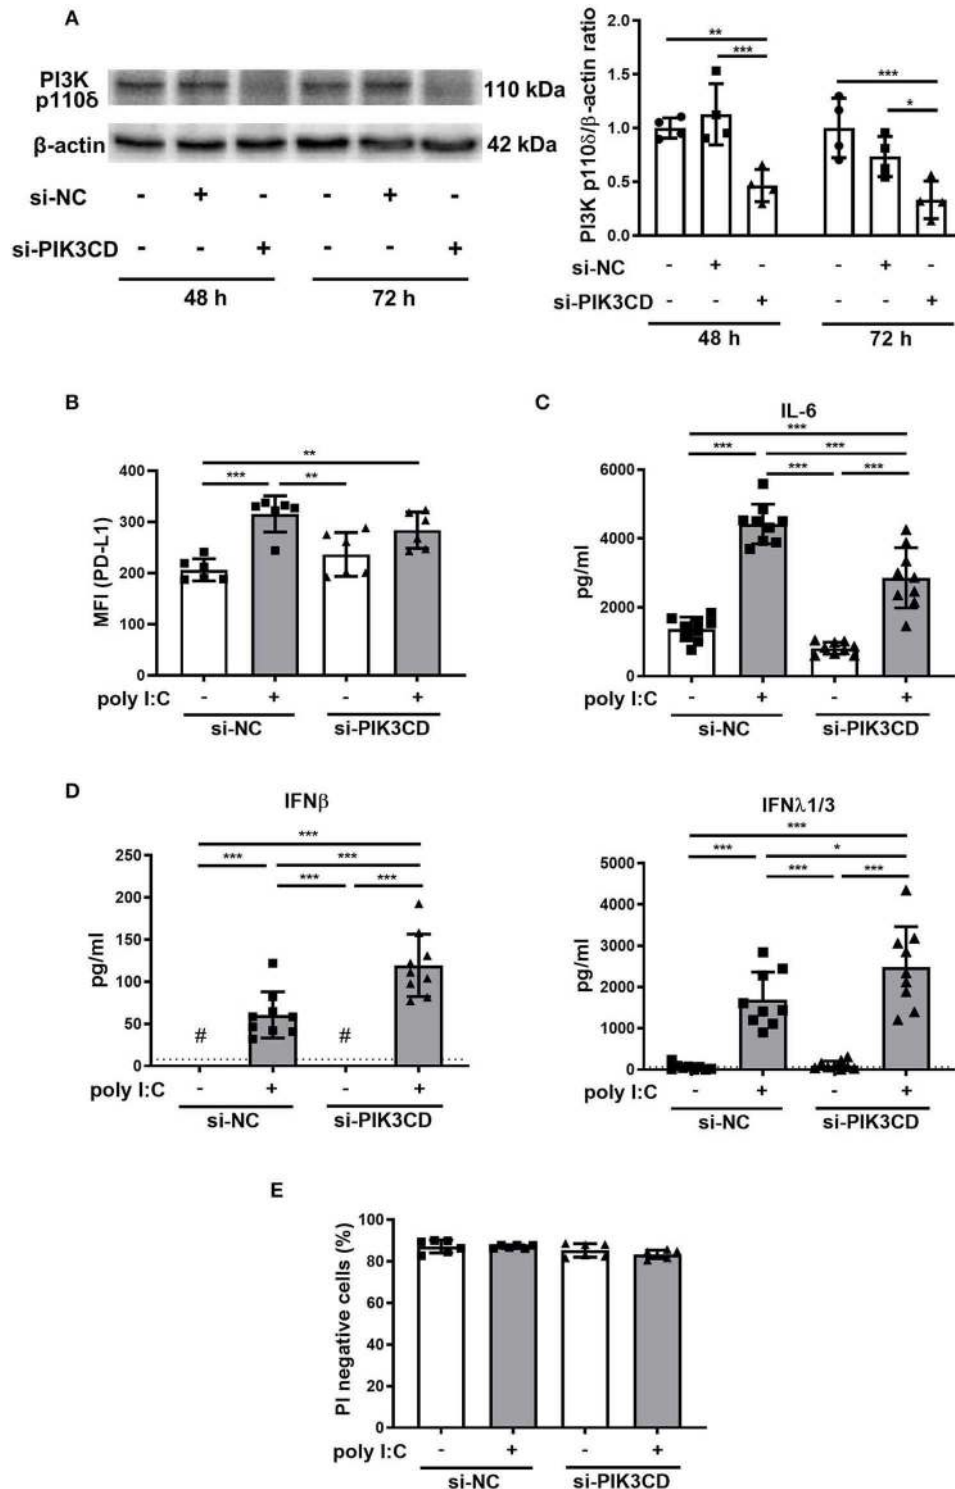 A
PI3K p110δ
110 kDa
β-actin
42 kDa
si-NC - + - - + -
si-PIK3CD - - + - - +
48 h 72 h
PI3K p110δ/β-actin ratio
2.0
1.5
1.0
0.5
0.0
**
***
***
*
si-NC - + - - + -
si-PIK3CD - - + - - +
48 h 72 h
B
MFI (PD-L1)
400
300
200
100
0
**
*** **
poly I:C - + - +
si-NC si-PIK3CD
C
IL-6
pg/ml
6000
4000
2000
0
***
*** ***
*** ***
poly I:C - + - +
si-NC si-PIK3CD
D
IFNβ
pg/ml
250
200
150
100
50
0
***
*** ***
*** ***
# #
poly I:C - + - +
si-NC si-PIK3CD
IFNλ1/3
pg/ml
5000
4000
3000
2000
1000
0
***
*** *
*** ***
poly I:C - + - +
si-NC si-PIK3CD
E
PI negative cells (%)
100
80
60
40
20
0
poly I:C - + - +
si-NC si-PIK3CD